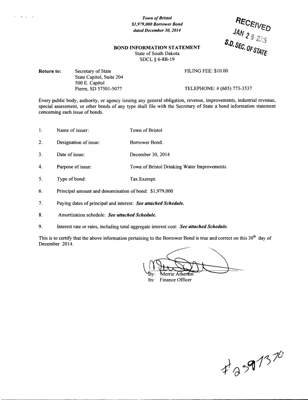 Town of Bristol
$1,979,000 Borrower Bond
dated December 30, 2014
RECEIVED
JAN 28 2015
S.D. SEC. OF STATE
BOND INFORMATION STATEMENT
State of South Dakota
SDCL § 6-8B-19
Return to: Secretary of State FILING FEE: $10.00
State Capitol, Suite 204
500 E. Capitol
Pierre, SD 57501-5077 TELEPHONE: # (605) 773-3537
Every public body, authority, or agency issuing any general obligation, revenue, improvements, industrial revenue,
special assessment, or other bonds of any type shall file with the Secretary of State a bond information statement
concerning each issue of bonds.
1. Name of issuer: Town of Bristol
2. Designation of issue: Borrower Bond.
3. Date of issue: December 30, 2014
4. Purpose of issue: Town of Bristol Drinking Water Improvements.
5. Type of bond: Tax Exempt.
6. Principal amount and denomination of bond: $1,979,000
7. Paying dates of principal and interest: See attached Schedule.
8. Amortization schedule: See attached Schedule.
9. Interest rate or rates, including total aggregate interest cost: See attached Schedule.
This is to certify that the above information pertaining to the Borrower Bond is true and correct on this 30th day of
December 2014.
By: Merrie Atherton
Its: Finance Officer
#2397370